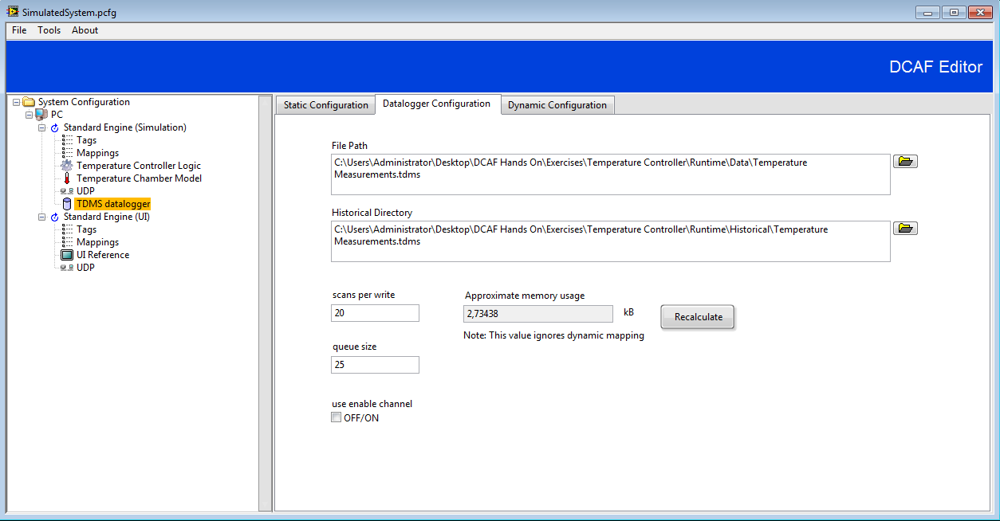 SimulatedSystem.pcfg
File Tools About
DCAF Editor
System Configuration
PC
Standard Engine (Simulation)
Tags
Mappings
Temperature Controller Logic
Temperature Chamber Model
UDP
TDMS datalogger
Standard Engine (UI)
Tags
Mappings
UI Reference
UDP
Static Configuration Datalogger Configuration Dynamic Configuration
File Path
C:\Users\Administrator\Desktop\DCAF Hands On\Exercises\Temperature Controller\Runtime\Data\Temperature
Measurements.tdms
Historical Directory
C:\Users\Administrator\Desktop\DCAF Hands On\Exercises\Temperature Controller\Runtime\Historical\Temperature
Measurements.tdms
scans per write Approximate memory usage
20 2,73438 kB Recalculate
Note: This value ignores dynamic mapping
queue size
25
use enable channel
OFF/ON